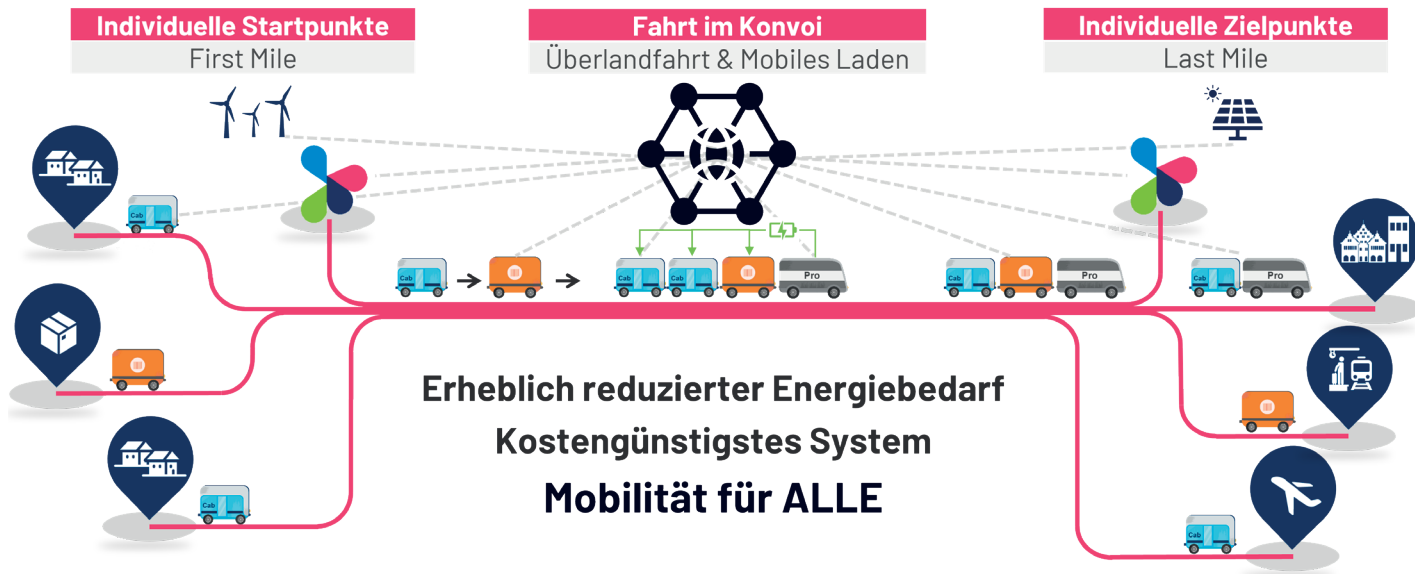 Individuelle Startpunkte
First Mile
Fahrt im Konvoi
Überlandfahrt & Mobiles Laden
Individuelle Zielpunkte
Last Mile
Cab
Cab
Cab
Cab
Pro
Cab
Pro
Cab
Pro
Erheblich reduzierter Energiebedarf
Kostengünstigstes System
Mobilität für ALLE
Cab
Cab